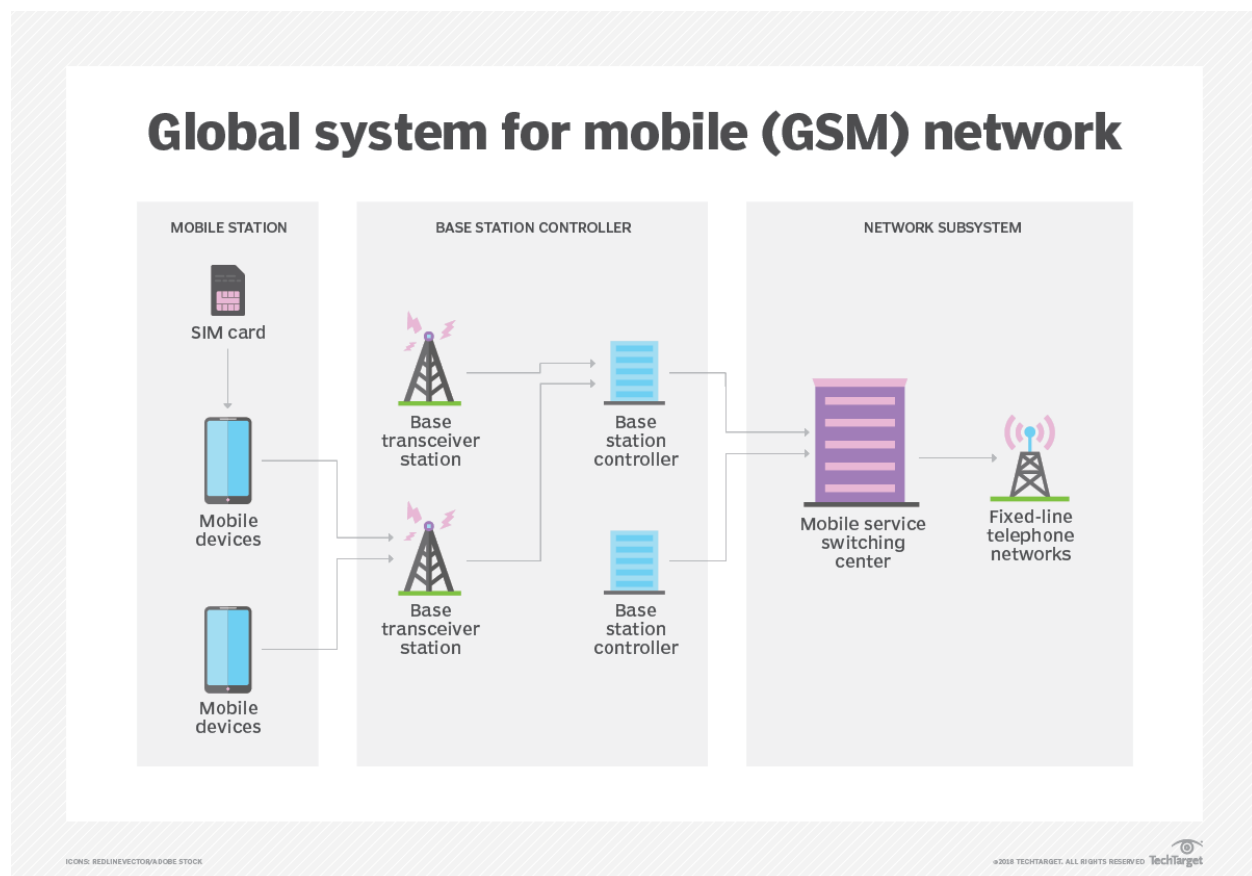 Global system for mobile (GSM) network
MOBILE STATION
SIM card
Mobile
devices
Mobile
devices
BASE STATION CONTROLLER
Base
transceiver
station
Base
transceiver
station
Base
station
controller
Base
station
controller
NETWORK SUBSYSTEM
Mobile service
switching
center
Fixed-line
telephone
networks
ICONS: REDLINEVECTOR/ADOBE STOCK
©2018 TECHTARGET. ALL RIGHTS RESERVED TechTarget